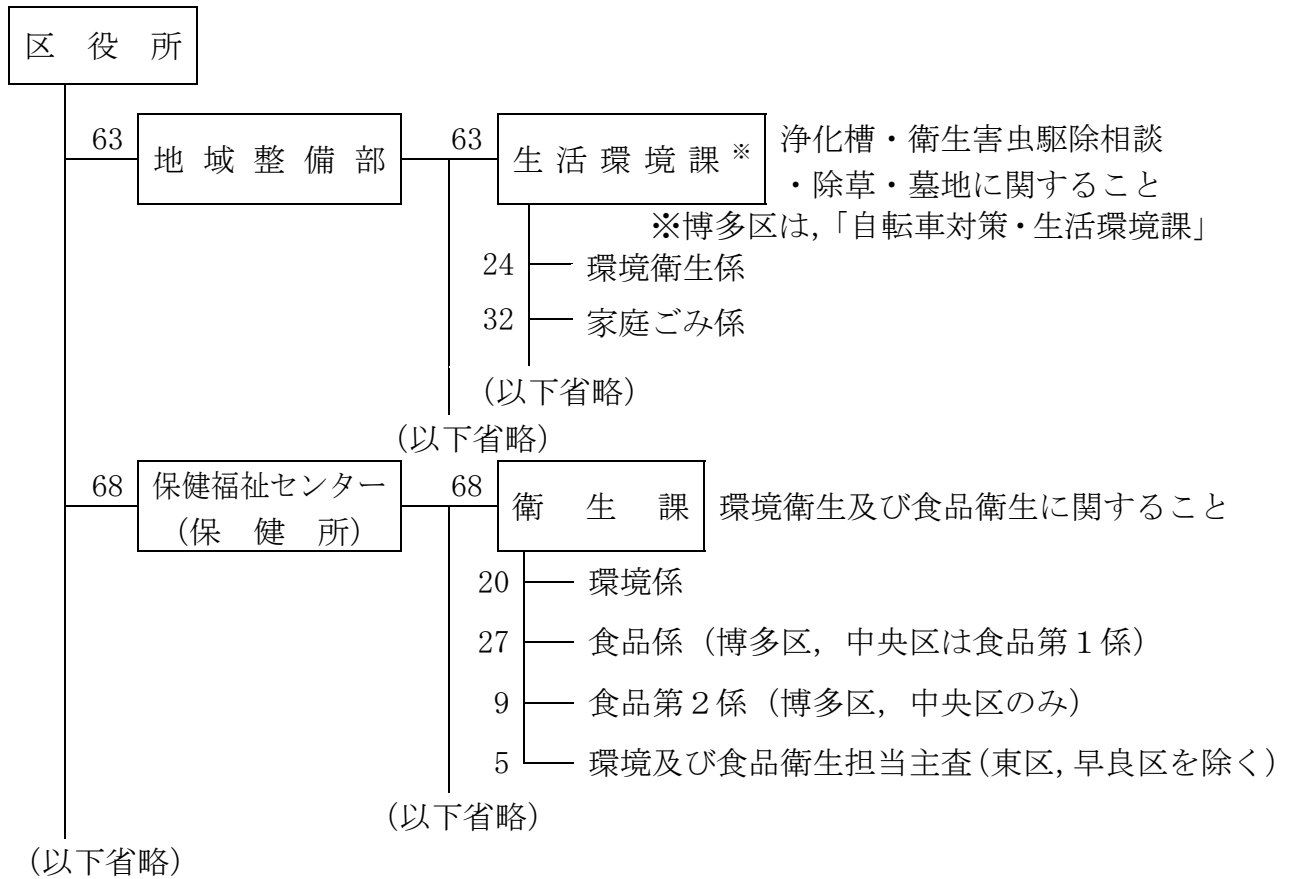 区役所
63 地域整備部 63 生活環境課※ 浄化槽・衛生害虫駆除相談
・除草・墓地に関すること
※博多区は,「自転車対策・生活環境課」
24 環境衛生係
32 家庭ごみ係
(以下省略)
(以下省略)
68 保健福祉センター 68 衛生課 環境衛生及び食品衛生に関すること
(保健所)
20 環境係
27 食品係(博多区,中央区は食品第1係)
9 食品第2係(博多区,中央区のみ)
5 環境及び食品衛生担当主査(東区,早良区を除く)
(以下省略)
(以下省略)